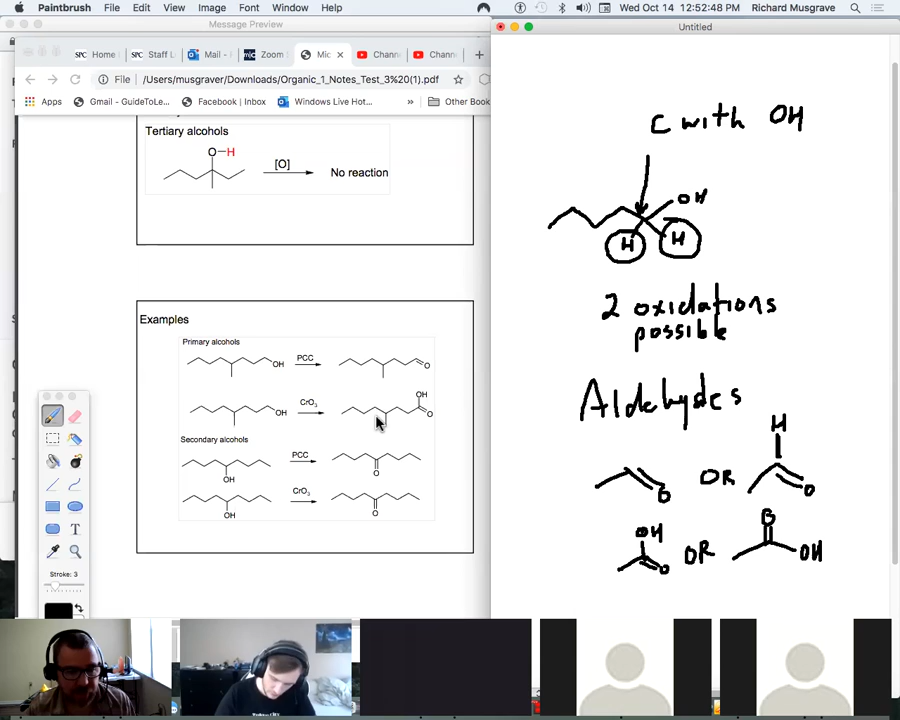 Paintbrush File Edit View Image Font Window Help
Wed Oct 14 12:52:48 PM Richard Musgrave
Message Preview
SPC Home
SPC Staff L
Mail -
mic Zoom S
Mic
Chann
Chann
File /Users/musgraver/Downloads/Organic_1_Notes_Test_3%20(1).pdf
Apps
Gmail - GuideToLe...
Facebook | Inbox
Windows Live Hot...
»
Other Book
Tertiary alcohols
O-H
[O]
No reaction
Examples
Primary alcohols
OH
PCC
O
OH
CrO3
OH
O
Secondary alcohols
OH
PCC
O
OH
CrO3
O
Stroke: 3
Untitled
C with OH
OH
H H
2 oxidations
possible
Aldehydes
H
O OR O
OH
O OR OH